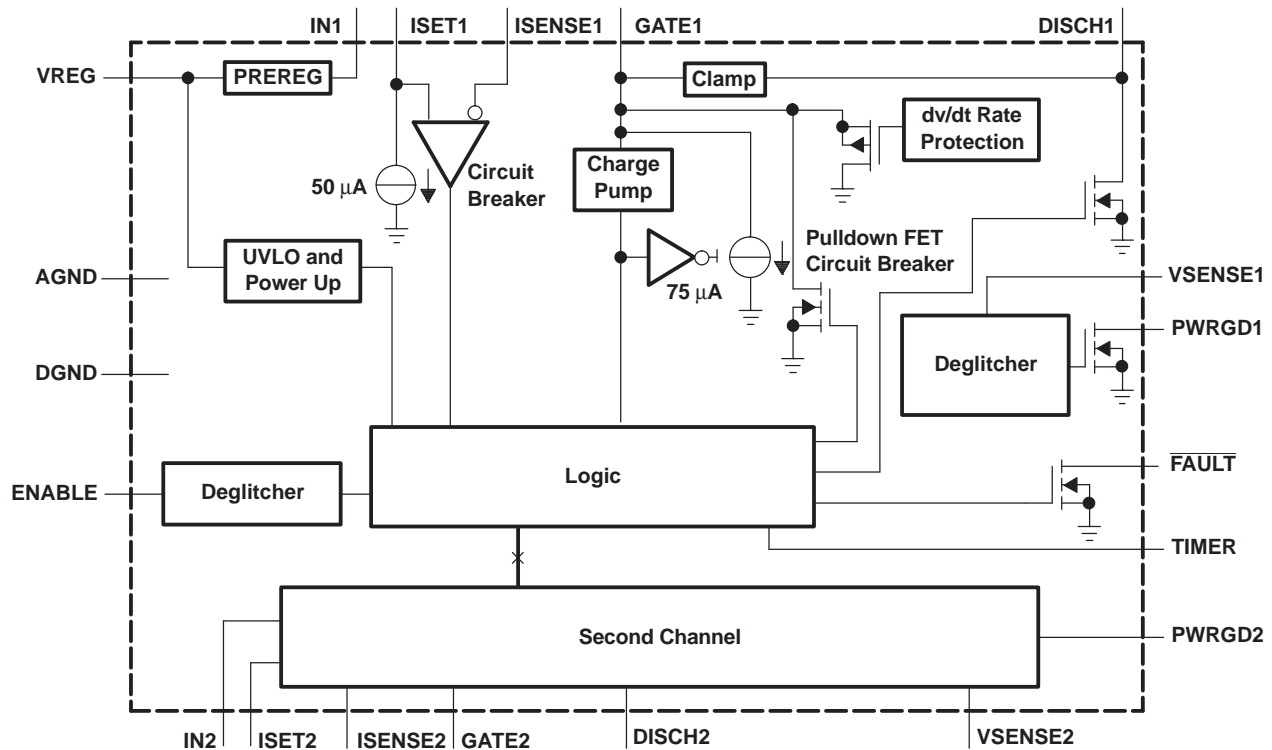 IN1
ISET1
ISENSE1
GATE1
DISCH1
VREG
PREREG
Clamp
dv/dt Rate
Protection
50 μA
Circuit
Breaker
Charge
Pump
UVLO and
Power Up
75 μA
Pulldown FET
Circuit Breaker
AGND
VSENSE1
PWRGD1
DGND
Deglitcher
FAULT
ENABLE
Deglitcher
Logic
TIMER
Second Channel
PWRGD2
IN2
ISET2
ISENSE2
GATE2
DISCH2
VSENSE2